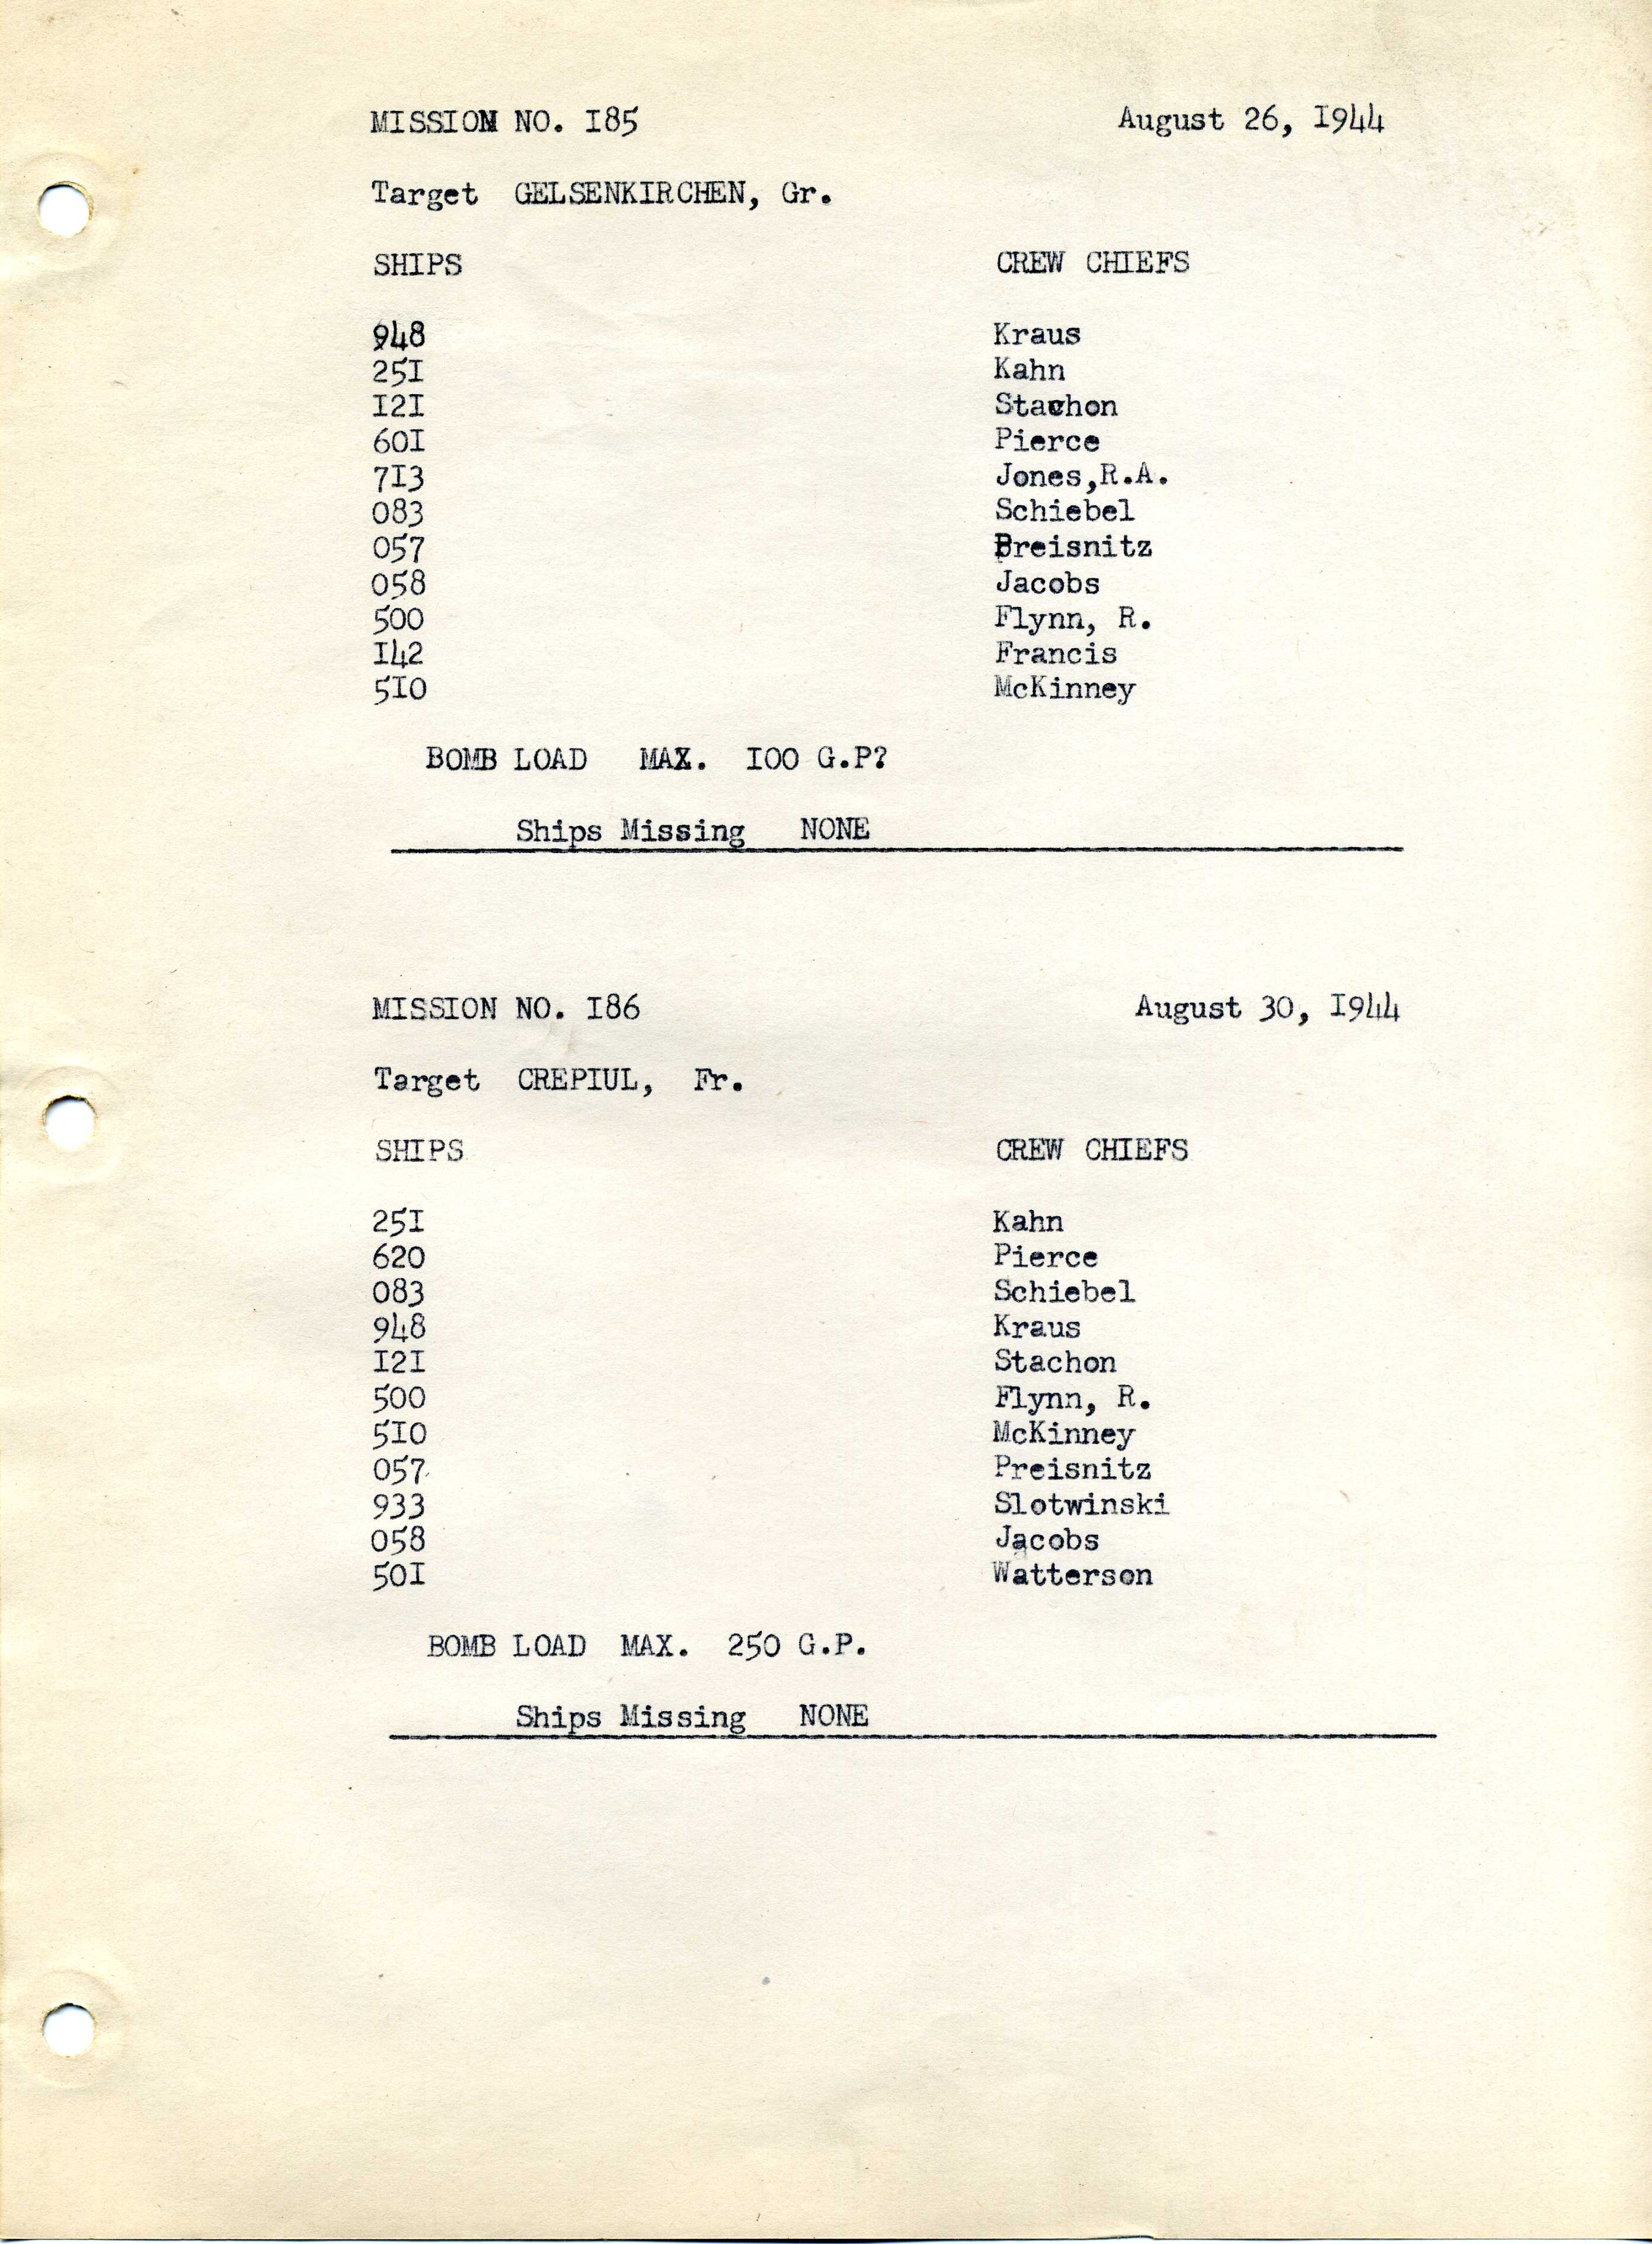 MISSION NO. I85 August 26, I944
Target GELSENKIRCHEN, Gr.
SHIPS CREW CHIEFS
948 Kraus
25I Kahn
I2I Stachon
60I Pierce
7I3 Jones,R.A.
083 Schiebel
057 Preisnitz
058 Jacobs
500 Flynn, R.
I42 Francis
5I0 McKinney
BOMB LOAD MAX. I00 G.P?
Ships Missing NONE
MISSION NO. I86 August 30, I944
Target CREPIUL, Fr.
SHIPS CREW CHIEFS
25I Kahn
620 Pierce
083 Schiebel
948 Kraus
I2I Stachon
500 Flynn, R.
5I0 McKinney
057 Preisnitz
933 Slotwinski
058 Jacobs
50I Watterson
BOMB LOAD MAX. 250 G.P.
Ships Missing NONE